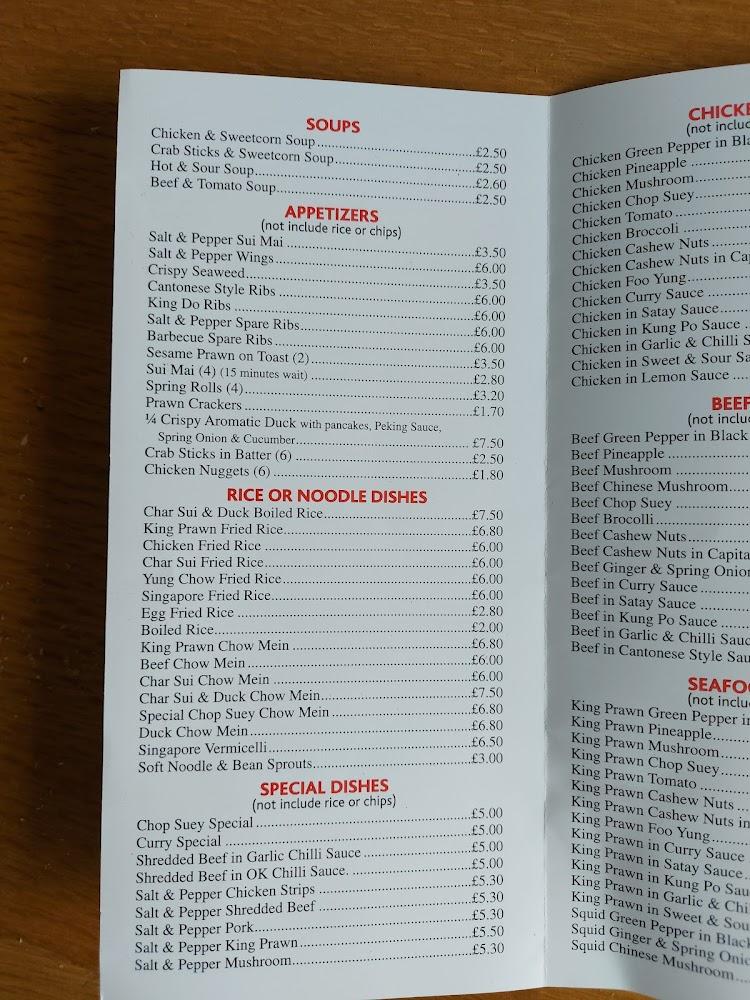 SOUPS
Chicken & Sweetcorn Soup £2.50
Crab Sticks & Sweetcorn Soup £2.50
Hot & Sour Soup £2.60
Beef & Tomato Soup £2.50
APPETIZERS
(not include rice or chips)
Salt & Pepper Sui Mai £3.50
Salt & Pepper Wings £6.00
Crispy Seaweed £3.50
Cantonese Style Ribs £6.00
King Do Ribs £6.00
Salt & Pepper Spare Ribs £6.00
Barbecue Spare Ribs £6.00
Sesame Prawn on Toast (2) £3.50
Sui Mai (4) (15 minutes wait) £2.80
Spring Rolls (4) £3.20
Prawn Crackers £1.70
¼ Crispy Aromatic Duck with pancakes, Peking Sauce,
Spring Onion & Cucumber £7.50
Crab Sticks in Batter (6) £2.50
Chicken Nuggets (6) £1.80
RICE OR NOODLE DISHES
Char Sui & Duck Boiled Rice £7.50
King Prawn Fried Rice £6.80
Chicken Fried Rice £6.00
Char Sui Fried Rice £6.00
Yung Chow Fried Rice £6.00
Singapore Fried Rice £6.00
Egg Fried Rice £2.80
Boiled Rice £2.00
King Prawn Chow Mein £6.80
Beef Chow Mein £6.00
Char Sui Chow Mein £6.00
Char Sui & Duck Chow Mein £7.50
Special Chop Suey Chow Mein £6.80
Duck Chow Mein £6.80
Singapore Vermicelli £6.50
Soft Noodle & Bean Sprouts £3.00
SPECIAL DISHES
(not include rice or chips)
Chop Suey Special £5.00
Curry Special £5.00
Shredded Beef in Garlic Chilli Sauce £5.00
Shredded Beef in OK Chilli Sauce. £5.00
Salt & Pepper Chicken Strips £5.30
Salt & Pepper Shredded Beef £5.30
Salt & Pepper Pork £5.30
Salt & Pepper King Prawn £5.50
Salt & Pepper Mushroom £5.30
(not
Chicken Green Pepper in
Chicken Pineapple
Chicken Mushroom
Chicken Chop Suey
Chicken Tomato
Chicken Broccoli
Chicken Cashew Nuts
Chicken Cashew Nuts in
Chicken Foo Yung
Chicken Curry Sauce
Chicken in Satay Sauce
Chicken in Kung Po Sauce
Chicken in Garlic & Chilli
Chicken in Sweet & Sour
Chicken in Lemon Sauce
BEEF
(not
Beef Green Pepper in Black
Beef Pineapple
Beef Mushroom
Beef Chinese Mushroom
Beef Chop Suey
Beef Brocolli
Beef Cashew Nuts
Beef Cashew Nuts in
Beef Ginger & Spring Onion
Beef in Curry Sauce
Beef in Satay Sauce
Beef in Kung Po Sauce
Beef in Garlic & Chilli
Beef in Cantonese Style
(not
King Prawn Green Pepper in
King Prawn Pineapple
King Prawn Mushroom
King Prawn Chop Suey
King Prawn Tomato
King Prawn Cashew Nuts
King Prawn Cashew Nuts in
King Prawn Foo Yung
King Prawn in Curry Sauce
King Prawn in Satay Sauce
King Prawn in Kung Po
King Prawn in Garlic &
King Prawn in Sweet &
Squid Green Pepper in
Squid Ginger & Spring
Squid Chinese Mushroom